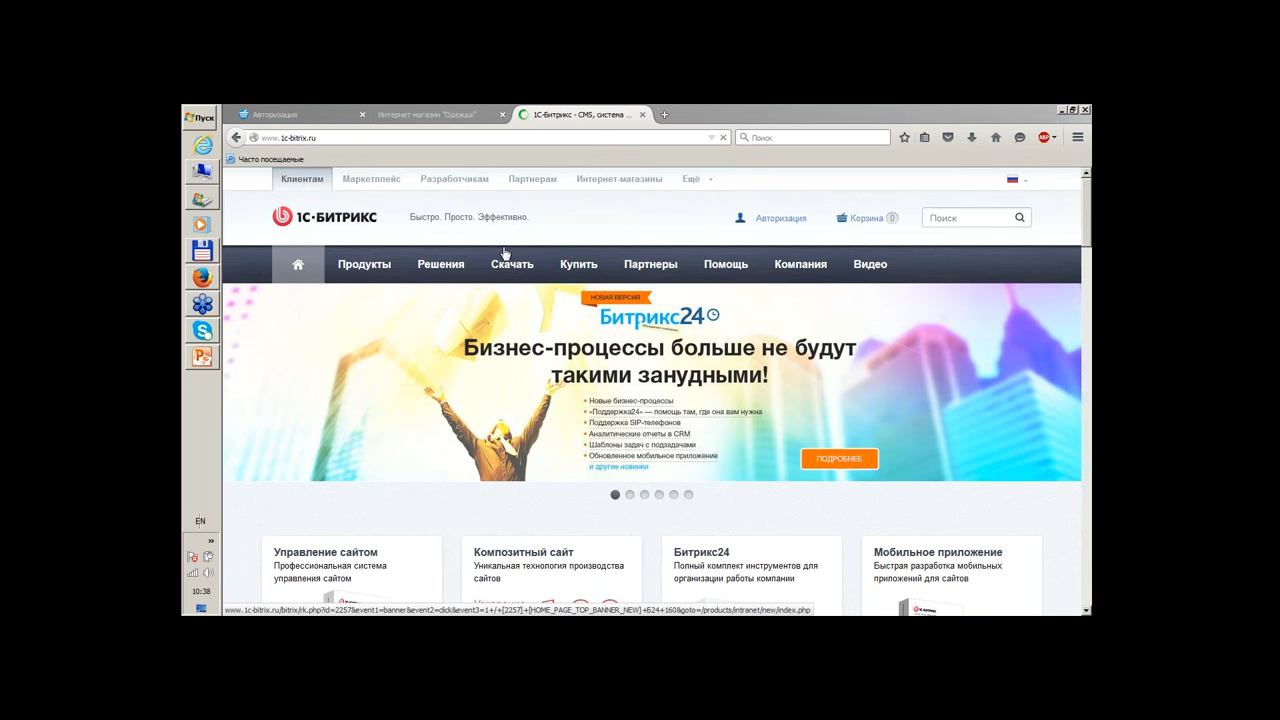 Пуск
Авторизация
Интернет-магазин "Одежда"
1С-Битрикс - CMS, система ...
www.1c-bitrix.ru
Поиск
ABP
Часто посещаемые
Клиентам Маркетплейс Разработчикам Партнерам Интернет-магазины Ещё
1С·БИТРИКС
Быстро. Просто. Эффективно.
Авторизация
Корзина 0
Поиск
Продукты Решения Скачать Купить Партнеры Помощь Компания Видео
НОВАЯ ВЕРСИЯ
Битрикс24
Бизнес-процессы больше не будут
такими занудными!
• Новые бизнес-процессы
• «Поддержка24» — помощь там, где она вам нужна
• Поддержка SIP-телефонов
• Аналитические отчеты в CRM
• Шаблоны задач с подзадачами
• Обновленное мобильное приложение
и другие новинки
ПОДРОБНЕЕ
Управление сайтом
Профессиональная система
управления сайтом
Композитный сайт
Уникальная технология производства
сайтов
Битрикс24
Полный комплект инструментов для
организации работы компании
Мобильное приложение
Быстрая разработка мобильных
приложений для сайтов
EN
10:38
www.1c-bitrix.ru/bitrix/rk.php?id=2257&event1=banner&event2=click&event3=1+/+[2257]+[HOME_PAGE_TOP_BANNER_NEW]+624+160&goto=/products/intranet/new/index.php